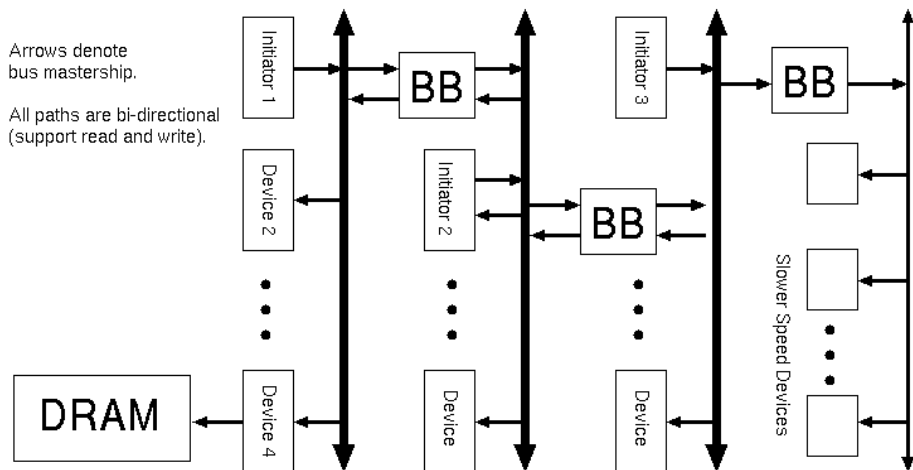 Arrows denote
bus mastership.
All paths are bi-directional
(support read and write).
Initiator 1
BB
Initiator 3
BB
Device 2
Initiator 2
BB
Slower Speed Devices
DRAM
Device 4
Device
Device